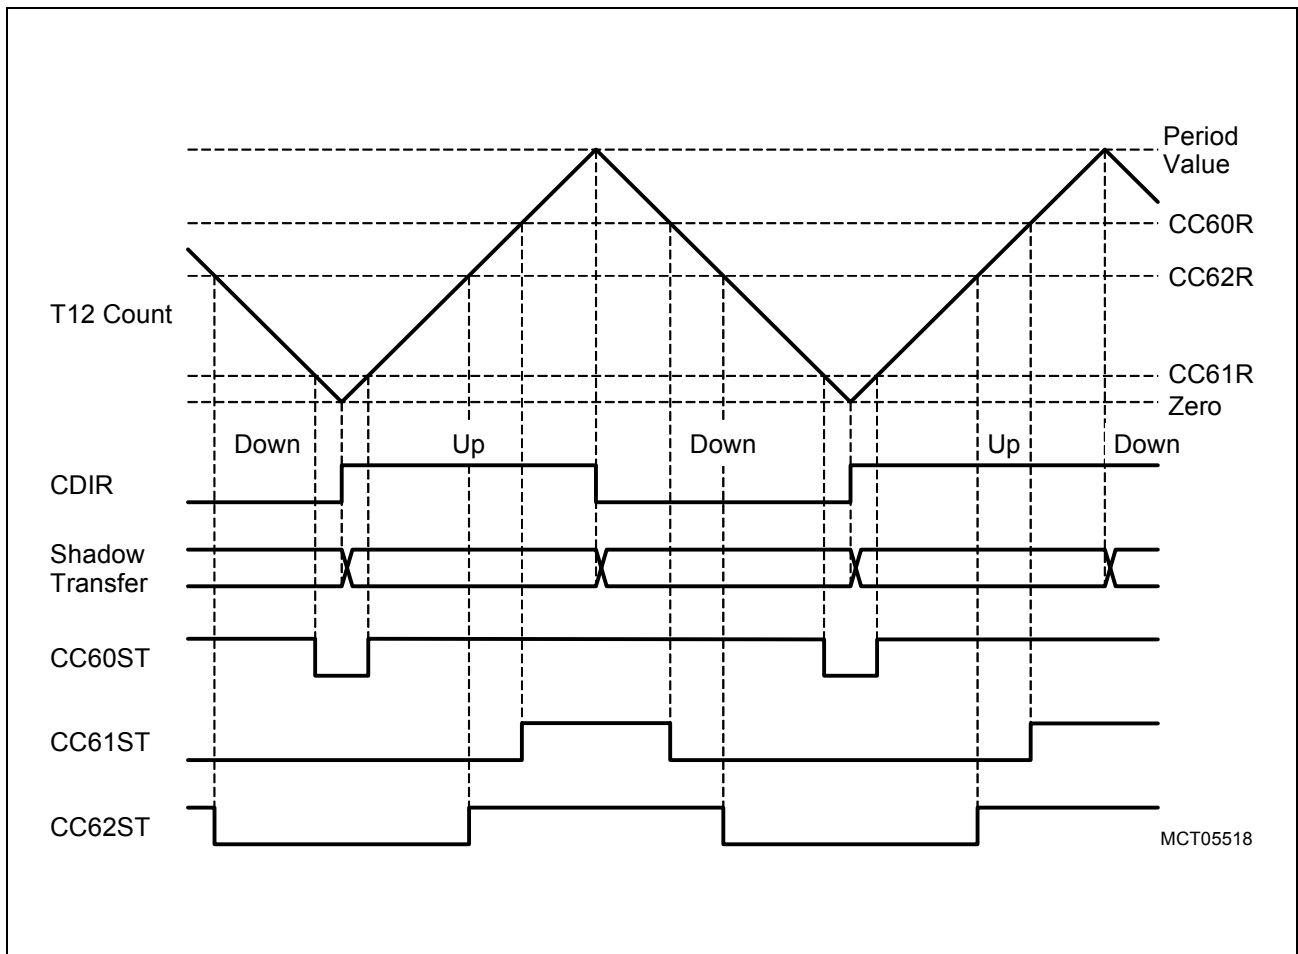 Period
Value
CC60R
CC62R
T12 Count
CC61R
Zero
Down Up Down Up Down
CDIR
Shadow
Transfer
CC60ST
CC61ST
CC62ST
MCT05518